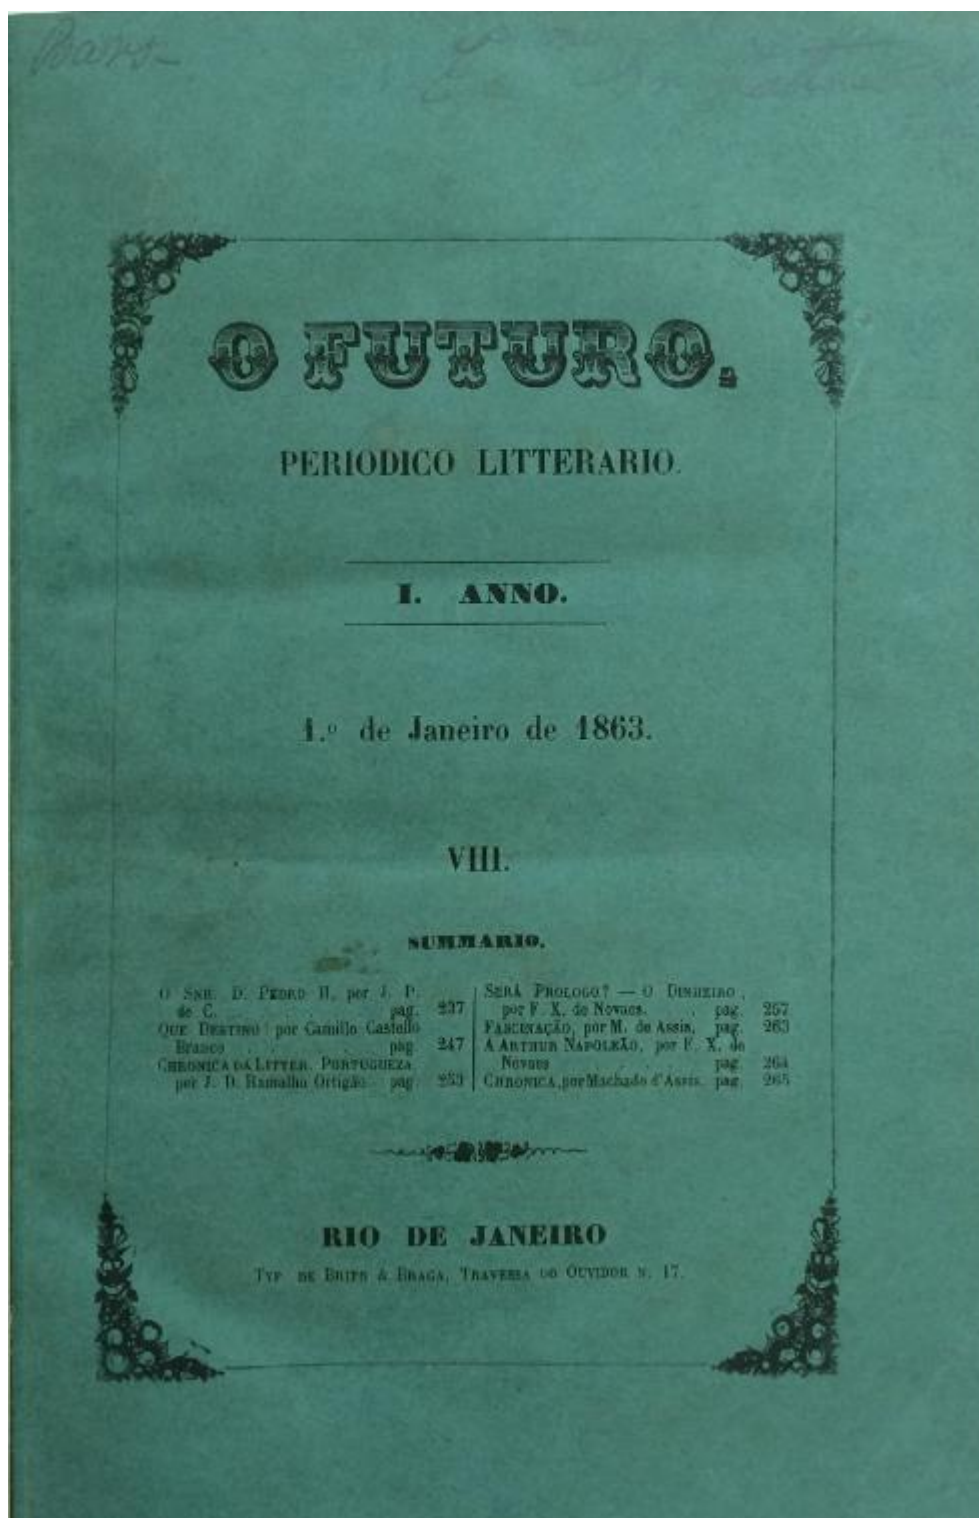 O FUTURO.
PERIODICO LITTERARIO.
I. ANNO.
1.º de Janeiro de 1863.
VIII.
SUMMARIO.
O SNR. D. PEDRO II, por J. P.
de C. pag. 237
QUE DESTINO! por Camillo Castello
Branco pag 247
CHRONICA DA LITTER. PORTUGUEZA
por J. D. Ramalho Ortigão pag. 253
SERÁ PROLOGO? — O DINHEIRO,
por F. X. de Novaes. pag. 257
FASCINAÇÃO, por M. de Assis, pag. 263
A ARTHUR NAPOLEÃO, por F. X. de
Novaes pag. 264
CHRONICA, por Machado d'Assis. pag. 265
RIO DE JANEIRO
TYP DE BRITO & BRAGA, TRAVESSA DO OUVIDOR N. 17.